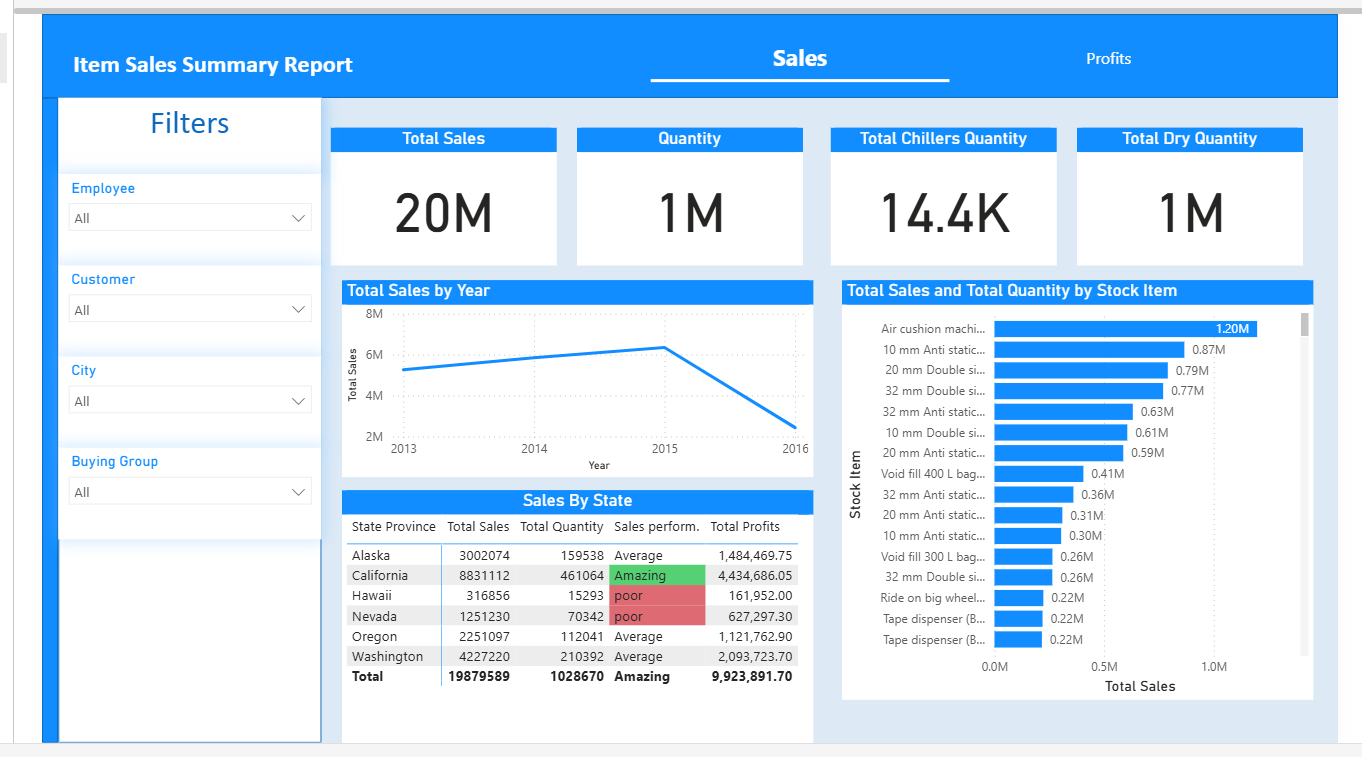 Item Sales Summary Report
Sales
Profits
Filters
Employee
All
Customer
All
City
All
Buying Group
All
Total Sales
20M
Quantity
1M
Total Chillers Quantity
14.4K
Total Dry Quantity
1M
Total Sales by Year
Total Sales
8M
6M
4M
2M
2013 2014 2015 2016
Year
Sales By State
State Province Total Sales Total Quantity Sales perform. Total Profits
Alaska 3002074 159538 Average 1,484,469.75
California 8831112 461064 Amazing 4,434,686.05
Hawaii 316856 15293 poor 161,952.00
Nevada 1251230 70342 poor 627,297.30
Oregon 2251097 112041 Average 1,121,762.90
Washington 4227220 210392 Average 2,093,723.70
Total 19879589 1028670 Amazing 9,923,891.70
Total Sales and Total Quantity by Stock Item
Stock Item
Air cushion machi... 1.20M
10 mm Anti static... 0.87M
20 mm Double si... 0.79M
32 mm Double si... 0.77M
32 mm Anti static... 0.63M
10 mm Double si... 0.61M
20 mm Anti static... 0.59M
Void fill 400 L bag... 0.41M
32 mm Anti static... 0.36M
20 mm Anti static... 0.31M
10 mm Anti static... 0.30M
Void fill 300 L bag... 0.26M
32 mm Double si... 0.26M
Ride on big wheel... 0.22M
Tape dispenser (B... 0.22M
Tape dispenser (B... 0.22M
0.0M 0.5M 1.0M
Total Sales